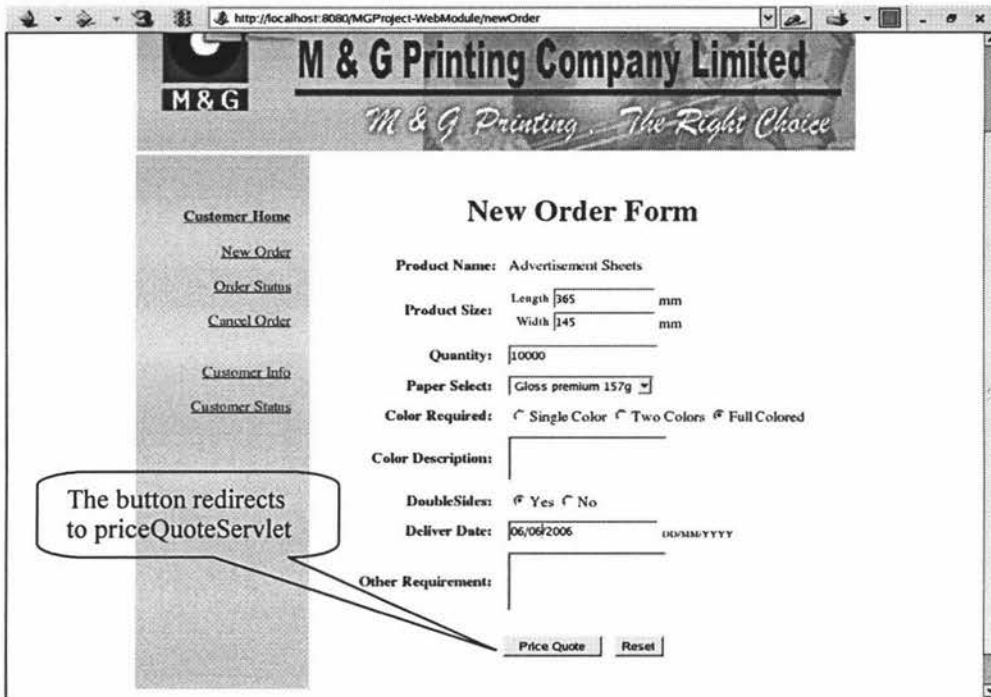 http://localhost:8080/MGProject-WebModule/newOrder
M & G
M & G Printing Company Limited
M & G Printing . The Right Choice
Customer Home
New Order
Order Status
Cancel Order
Customer Info
Customer Status
New Order Form
Product Name: Advertisement Sheets
Product Size: Length 365 mm
Width 145 mm
Quantity: 10000
Paper Select: Gloss premium 157g
Color Required: Single Color Two Colors Full Colored
Color Description:
DoubleSides: Yes No
Deliver Date: 06/06/2006 DD/MM/YYYY
Other Requirement:
Price Quote Reset
The button redirects
to priceQuoteServlet